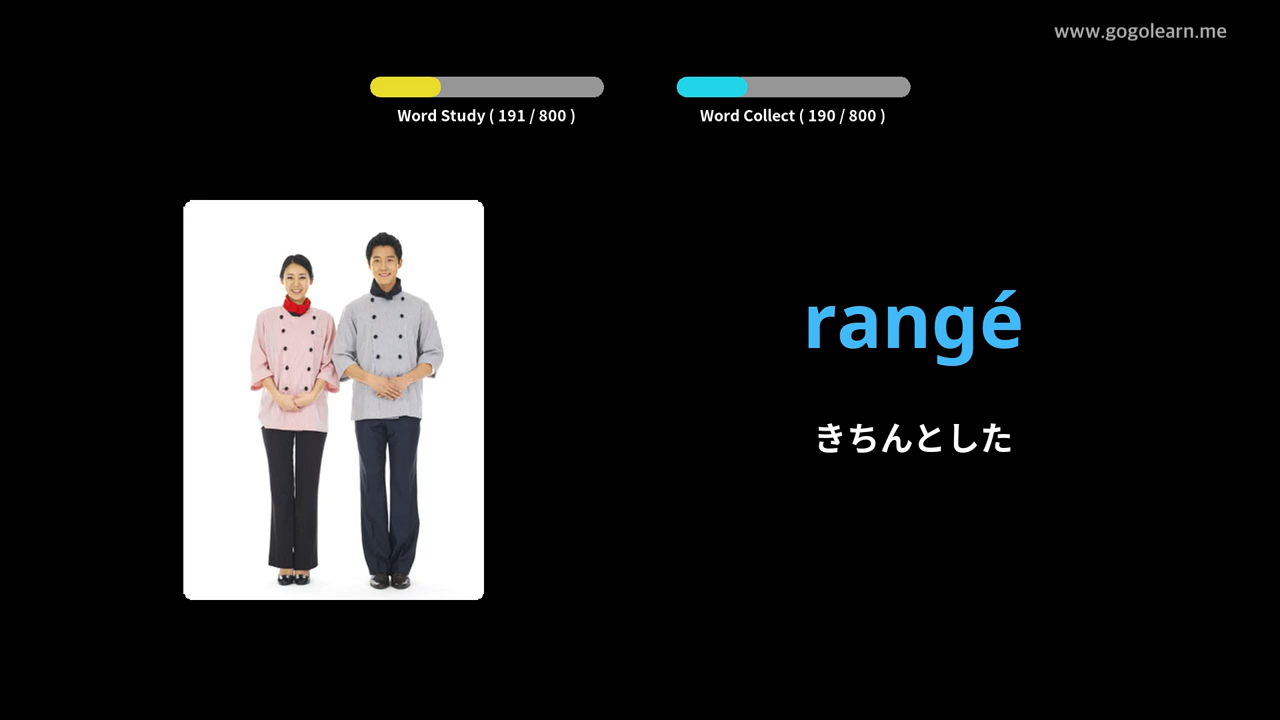 www.gogolearn.me
Word Study ( 191 / 800 )
Word Collect ( 190 / 800 )
rangé
きちんとした